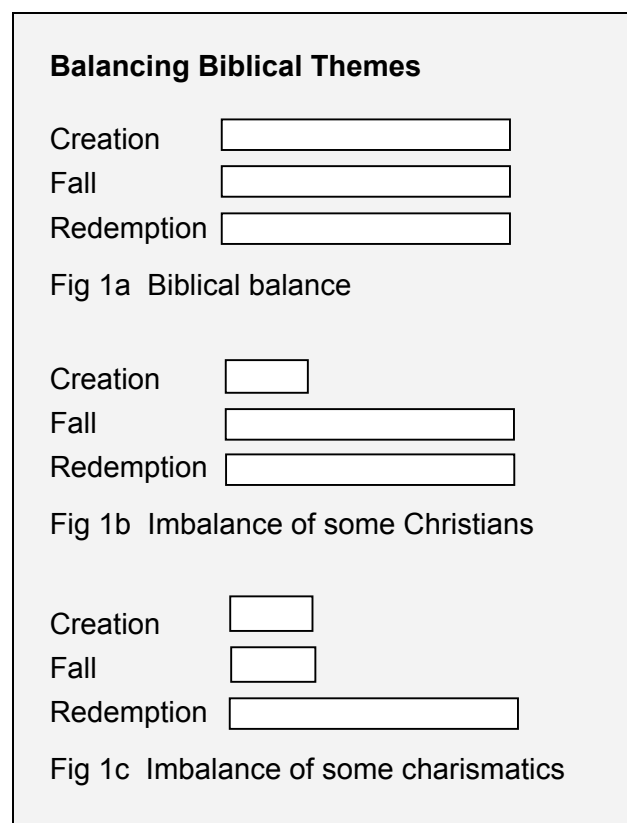 Balancing Biblical Themes
Creation
Fall
Redemption
Fig 1a  Biblical balance
Creation
Fall
Redemption
Fig 1b  Imbalance of some Christians
Creation
Fall
Redemption
Fig 1c  Imbalance of some charismatics